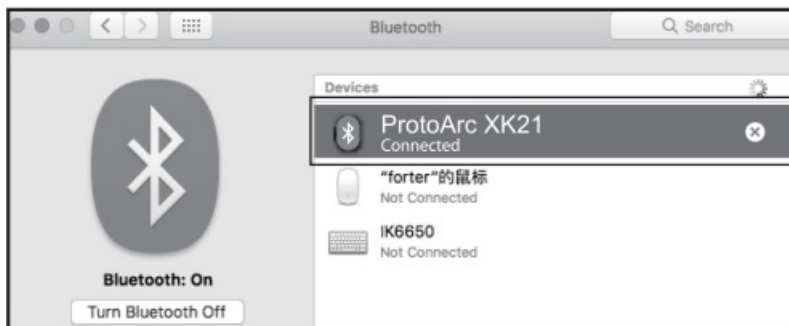 Bluetooth
Search
Devices
ProtoArc XK21
Connected
“forter”的鼠标
Not Connected
IK6650
Not Connected
Bluetooth: On
Turn Bluetooth Off